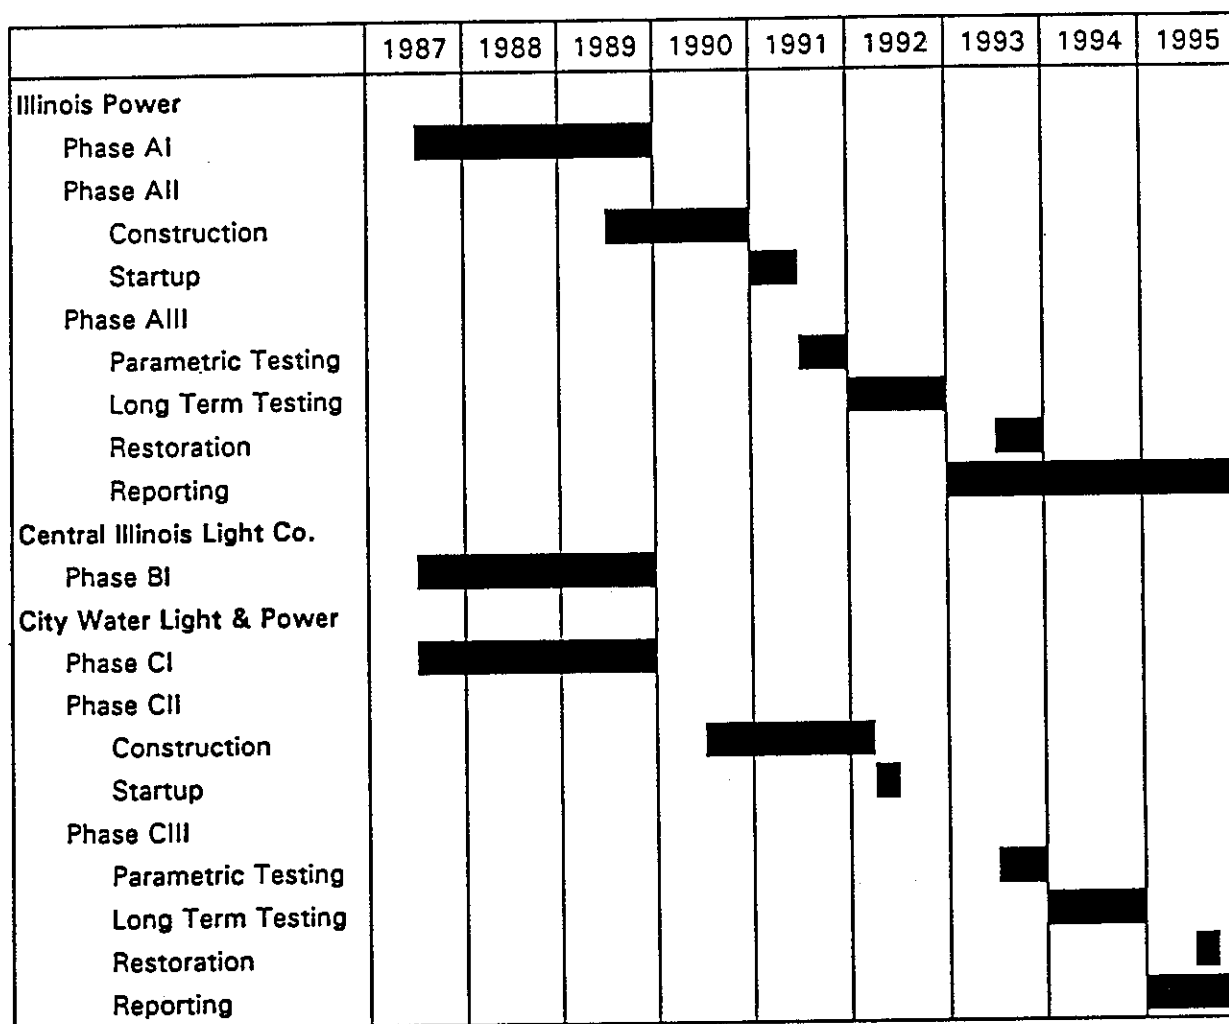 1987 1988 1989 1990 1991 1992 1993 1994 1995
Illinois Power
Phase AI
Phase AII
Construction
Startup
Phase AIII
Parametric Testing
Long Term Testing
Restoration
Reporting
Central Illinois Light Co.
Phase BI
City Water Light & Power
Phase CI
Phase CII
Construction
Startup
Phase CIII
Parametric Testing
Long Term Testing
Restoration
Reporting